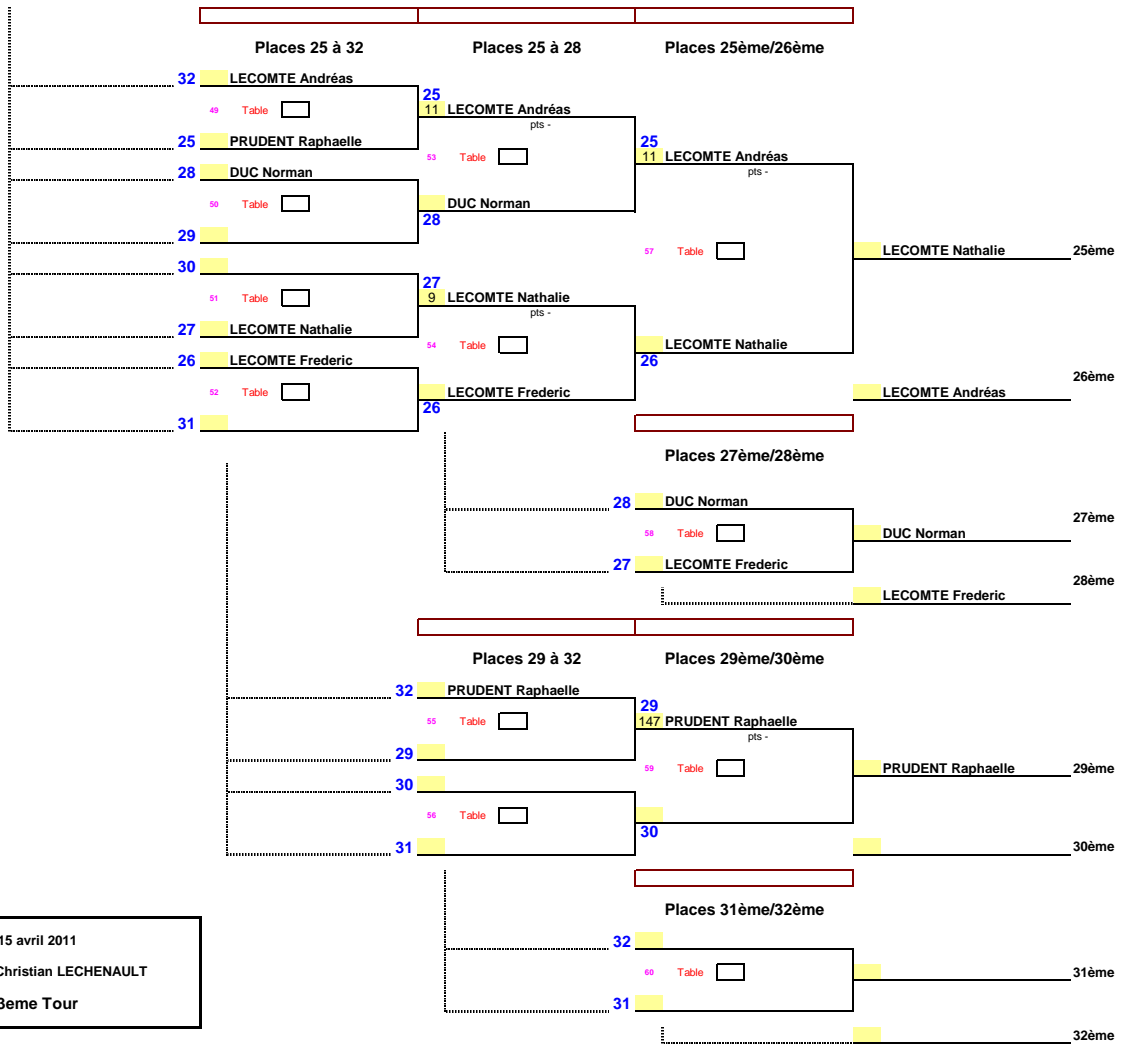 Places 25 à 32 Places 25 à 28 Places 25ème/26ème
32 LECOMTE Andréas
25
49 Table 11 LECOMTE Andréas
pts -
25 PRUDENT Raphaelle 25
53 Table 11 LECOMTE Andréas
28 DUC Norman pts -
50 Table DUC Norman
28
29
57 Table LECOMTE Nathalie 25ème
30
27
51 Table 9 LECOMTE Nathalie
pts -
27 LECOMTE Nathalie
54 Table LECOMTE Nathalie
26 LECOMTE Frederic 26
26ème
52 Table LECOMTE Frederic LECOMTE Andréas
26
31
Places 27ème/28ème
28 DUC Norman
27ème
58 Table DUC Norman
27 LECOMTE Frederic
28ème
LECOMTE Frederic
Places 29 à 32 Places 29ème/30ème
32 PRUDENT Raphaelle
29
55 Table 147 PRUDENT Raphaelle
pts -
29
59 Table PRUDENT Raphaelle 29ème
30
56 Table
30
31 30ème
Places 31ème/32ème
15 avril 2011
32
Christian LECHENAULT
60 Table 31ème
3eme Tour
31
32ème